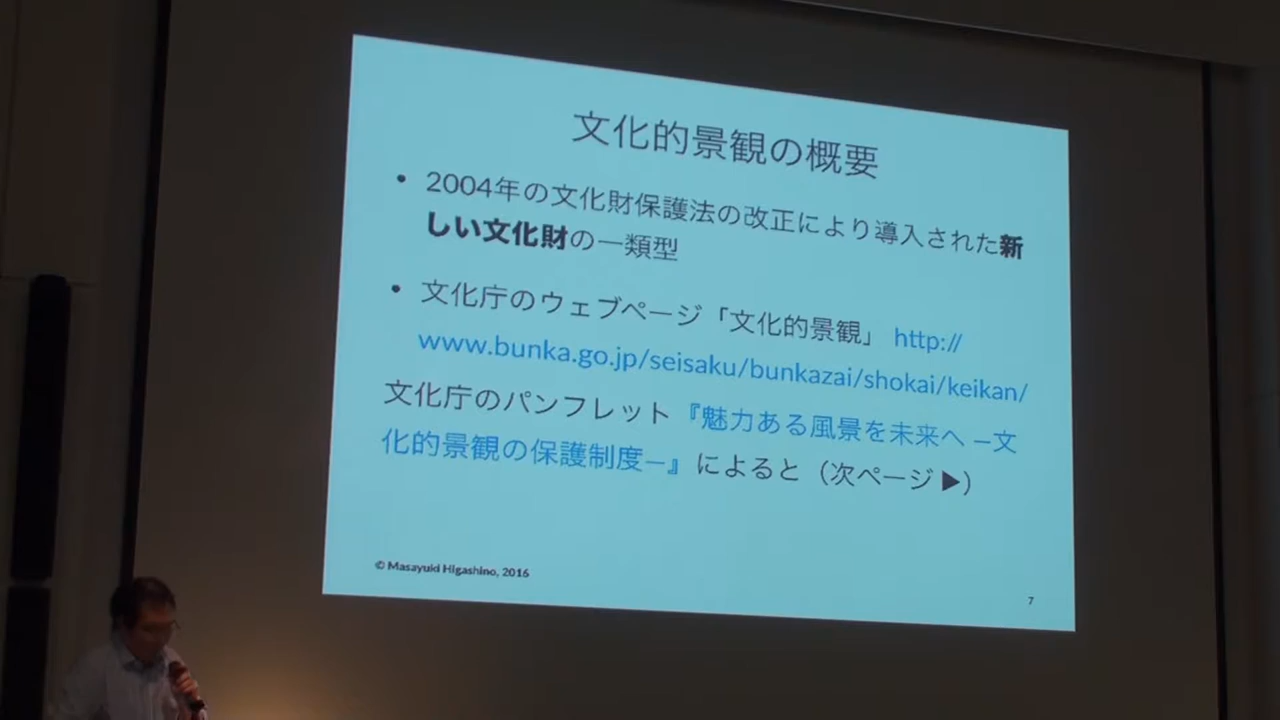 文化的景観の概要
• 2004年の文化財保護法の改正により導入された新
しい文化財の一類型
• 文化庁のウェブページ「文化的景観」 http://
www.bunka.go.jp/seisaku/bunkazai/shokai/keikan/
文化庁のパンフレット『魅力ある風景を未来へ —文
化的景観の保護制度—』によると（次ページ ▶）
© Masayuki Higashino, 2016
7